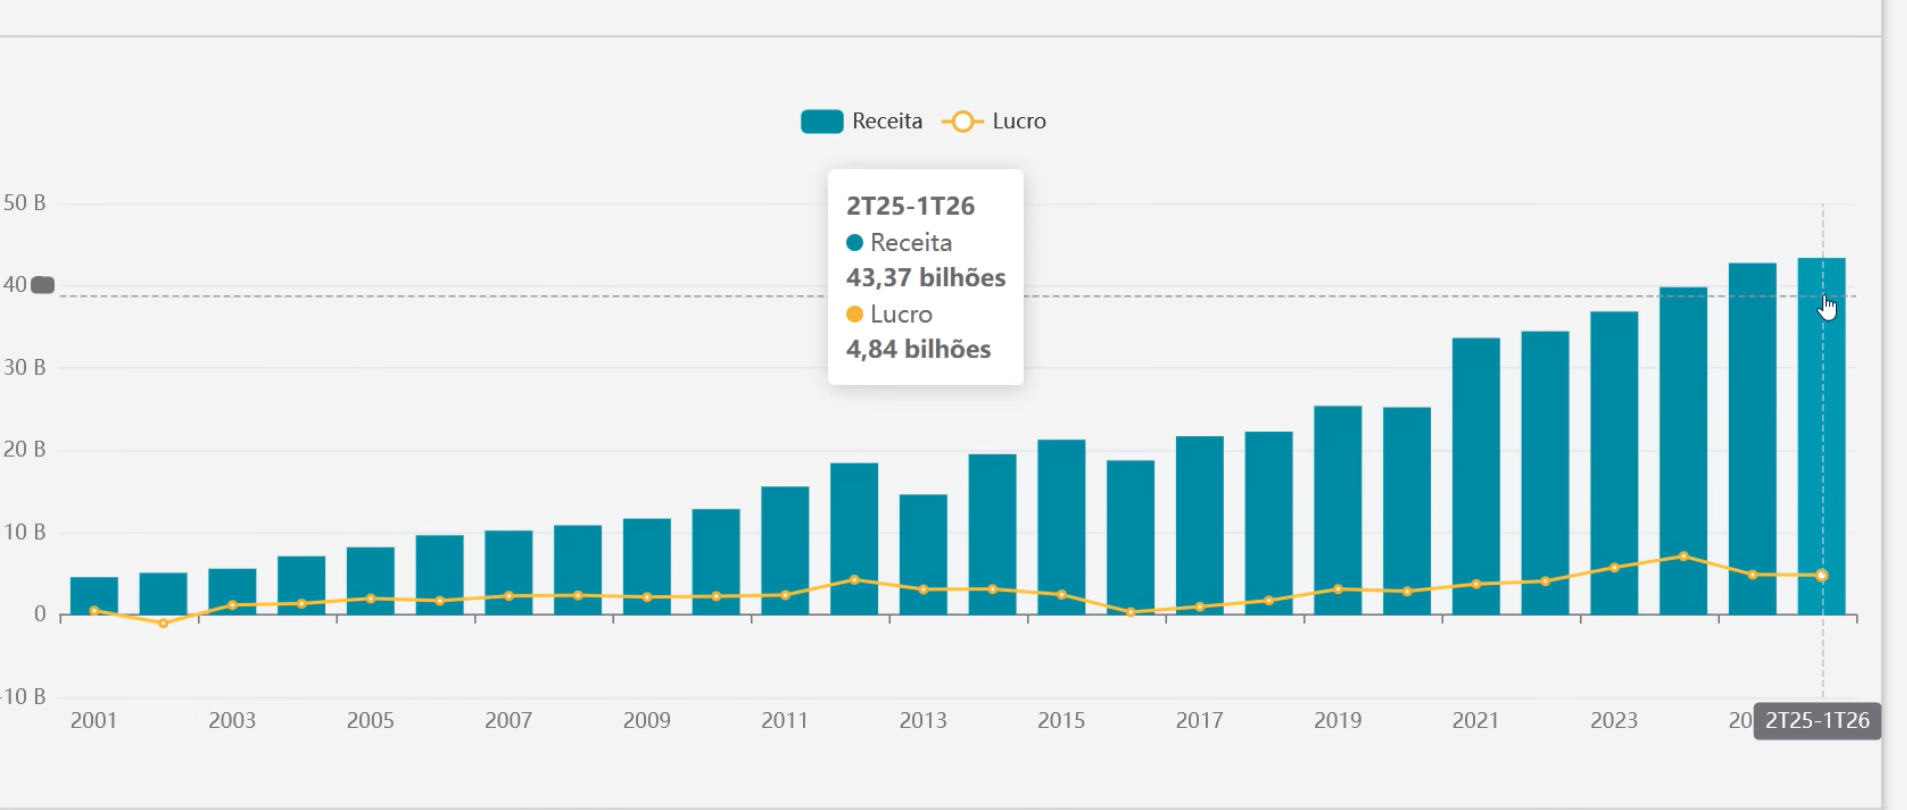 Receita Lucro
2T25-1T26
Receita
43,37 bilhões
Lucro
4,84 bilhões
50 B
40
30 B
20 B
10 B
0
-10 B
2001 2003 2005 2007 2009 2011 2013 2015 2017 2019 2021 2023 20 2T25-1T26